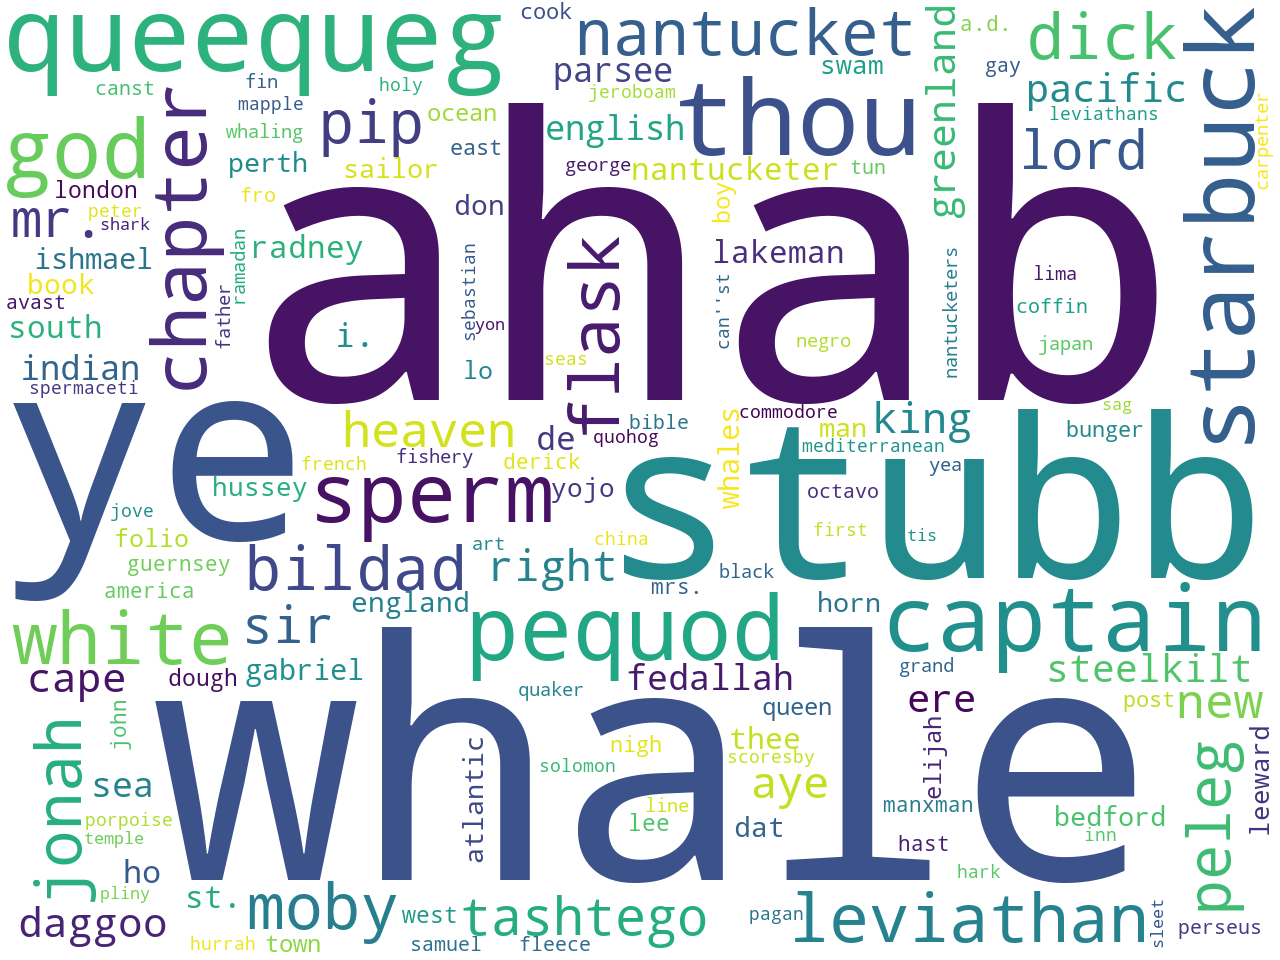 queequeg
cook
nantucket
greenland
a.d.
dick
starbuck
canst
fin
holy
parsee
swam
gay
pacific
mapple
jeroboam
thou
leviathans
carpenter
chapter
god
whaling
pip
ocean
english
lord
perth
sailor
east
george
nantucketer
tun
london
fro
ahab
boy
peter
shark
mr.
don
ishmael
ramadan
radney
flask
lakeman
book
father
sebastian
can''st
nantucketers
lima
avast
yon
coffin
south
i.
negro
japan
indian
lo
seas
spermaceti
ye
heaven
de
quohog
bible
whales
commodore
man
king
sag
stubb
bunger
french
fishery
derick
mediterranean
yea
hussey
sperm
yojo
octavo
jove
folio
first
tis
guernsey
bildad
art
right
china
black
america
mrs.
england
horn
white
sir
pequod
captain
cape
dough
gabriel
quaker
fedallah
grand
steelkilt
jonah
john
whale
queen
ere
post
new
sea
atlantic
solomon
nigh
thee
scoresby
elijah
peleg
leeward
aye
porpoise
line
manxman
bedford
temple
lee
dat
hast
inn
ho
hark
pliny
st.
moby
west
tashtego
pagan
leviathan
sleet
daggoo
perseus
hurrah
town
samuel
fleece